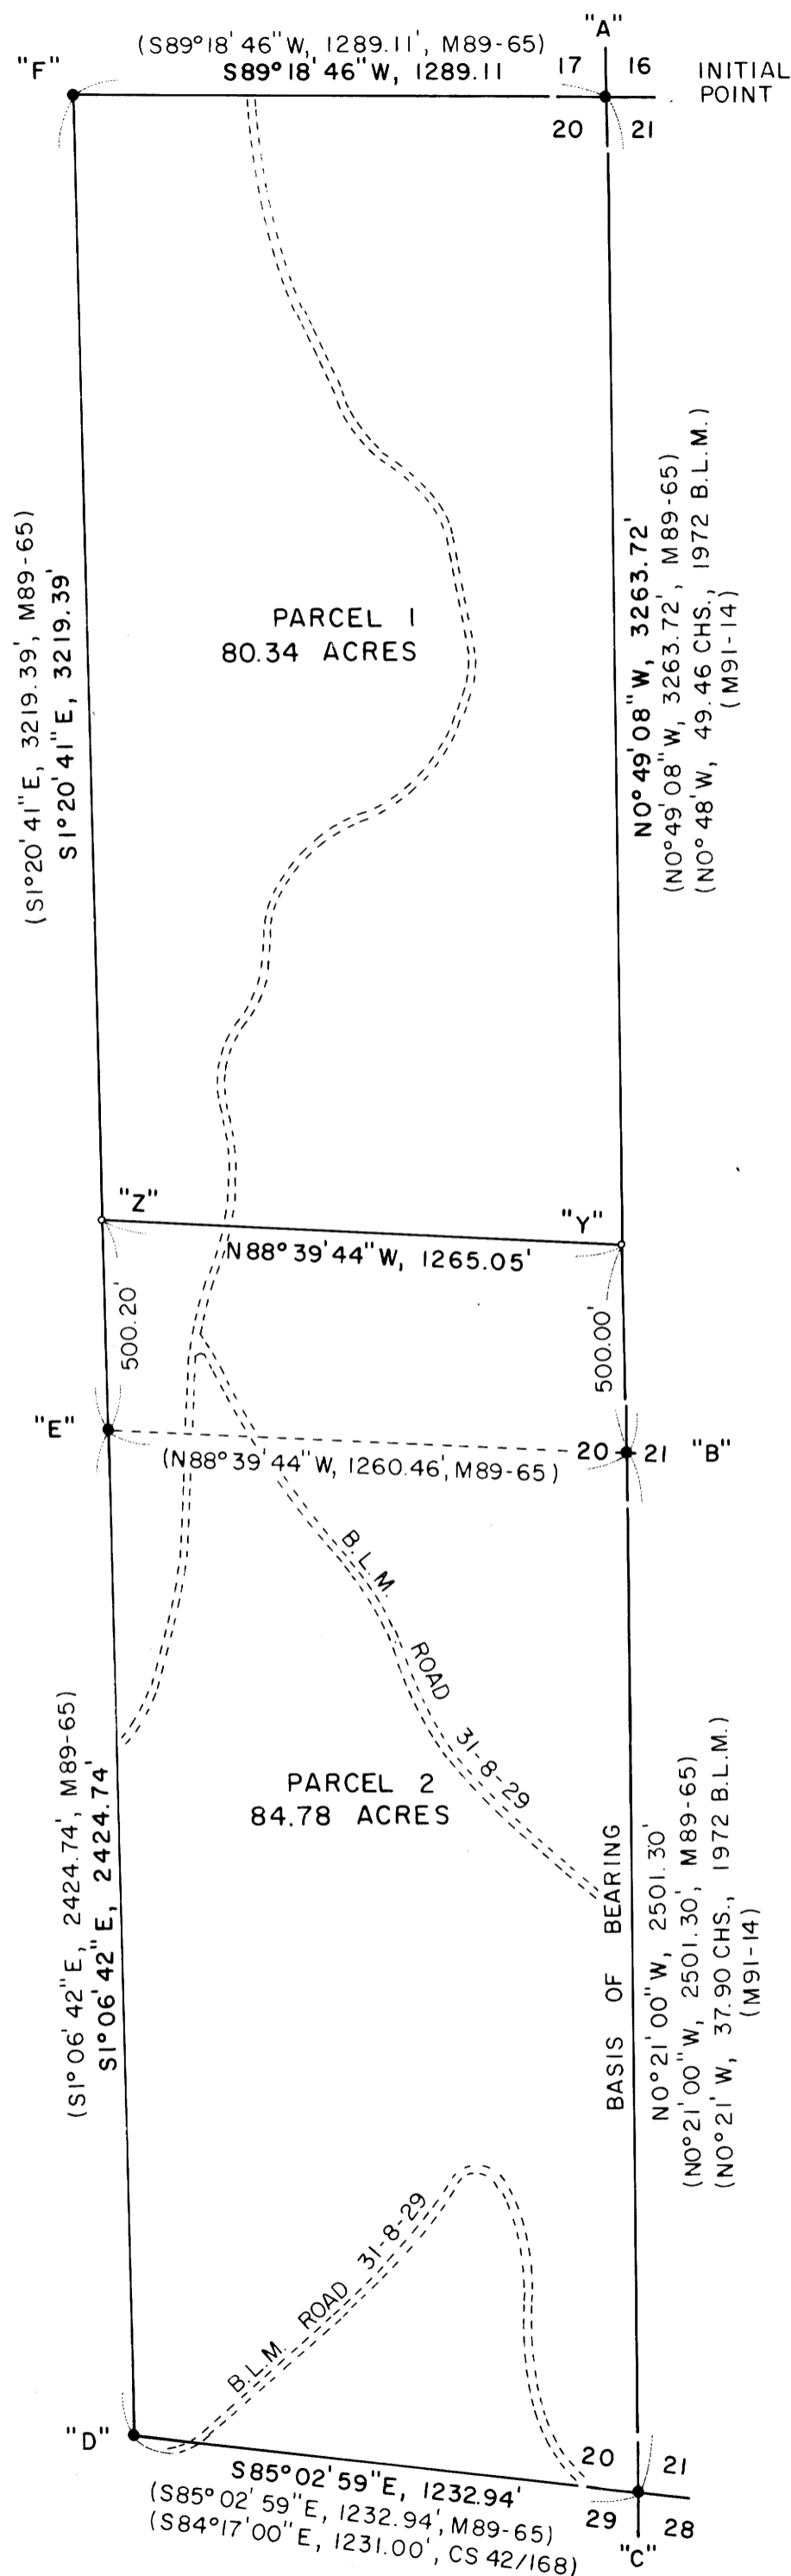 "A"
(S89°18'46"W, 1289.11', M89-65)
"F"
S89°18'46"W, 1289.11
17 16
INITIAL
POINT
20 21
(S1°20'41"E, 3219.39', M89-65)
S1°20'41"E, 3219.39'
PARCEL 1
80.34 ACRES
N0°49'08"W, 3263.72'
(N0°49'08"W, 3263.72', M89-65)
(N0°48'W, 49.46 CHS., 1972 B.L.M.)
(M91-14)
"Z"
"Y"
N88°39'44"W, 1265.05'
500.20'
500.00'
"E"
20 21 "B"
(N88°39'44"W, 1260.46', M89-65)
B.L.M. ROAD 31-8-29
(S1°06'42"E, 2424.74', M89-65)
S1°06'42"E, 2424.74'
PARCEL 2
84.78 ACRES
BASIS OF BEARING
N0°21'00"W, 2501.30'
(N0°21'00"W, 2501.30', M89-65)
(N0°21'W, 37.90 CHS., 1972 B.L.M.)
(M91-14)
B.L.M. ROAD 31-8-29
"D"
20 21
S85°02'59"E, 1232.94'
(S85°02'59"E, 1232.94', M89-65)
(S84°17'00"E, 1231.00', CS 42/168)
29 28
"C"